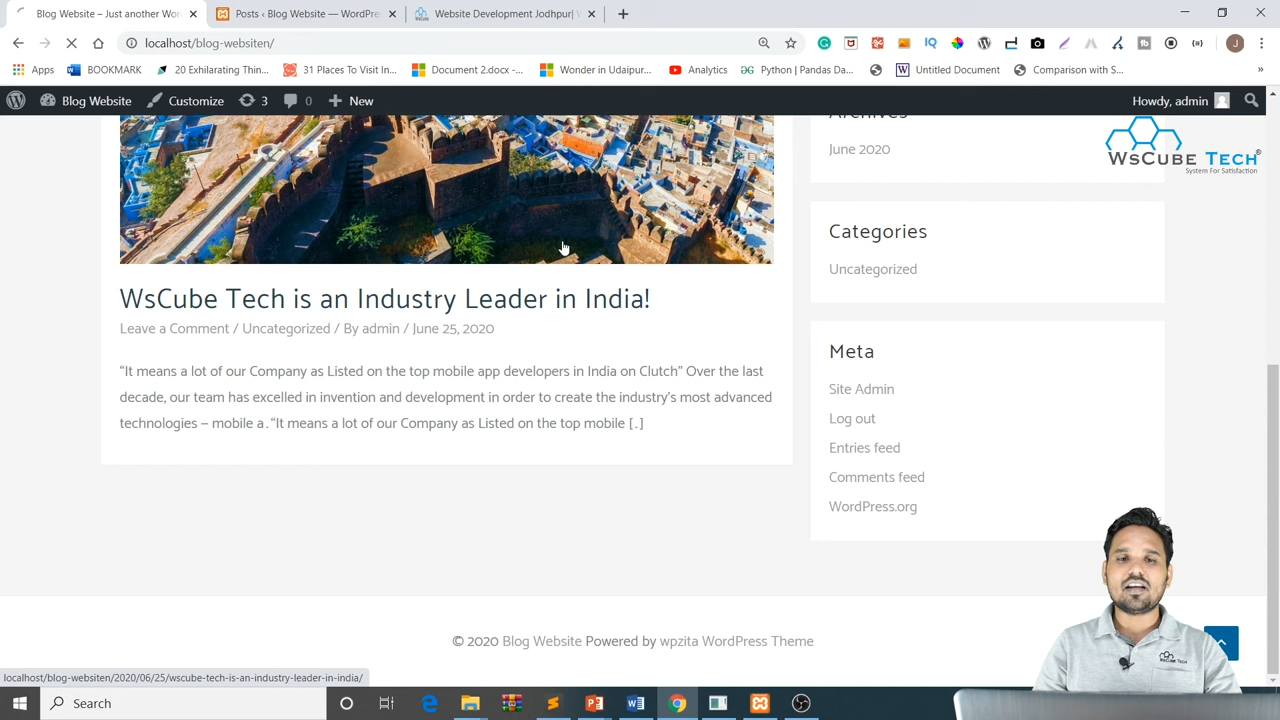 Blog Website – Just another Wor
Posts ‹ Blog Website — WordPre
Website Development Jodhpur|
localhost/blog-websiten/
Apps
BOOKMARK
20 Exhilarating Thin...
31 Places To Visit In...
Document 2.docx -...
Wonder in Udaipur...
Analytics
Python | Pandas Da...
Untitled Document
Comparison with S...
Blog Website
Customize
3
0
New
Howdy, admin
Archives
June 2020
WSCUBE TECH®
System For Satisfaction
Categories
Uncategorized
WsCube Tech is an Industry Leader in India!
Leave a Comment / Uncategorized / By admin / June 25, 2020
“It means a lot of our Company as Listed on the top mobile app developers in India on Clutch” Over the last
decade, our team has excelled in invention and development in order to create the industry’s most advanced
technologies – mobile a. “It means a lot of our Company as Listed on the top mobile [..]
Meta
Site Admin
Log out
Entries feed
Comments feed
WordPress.org
© 2020 Blog Website Powered by wpzita WordPress Theme
WSCUBE TECH
localhost/blog-websiten/2020/06/25/wscube-tech-is-an-industry-leader-in-india/
Search